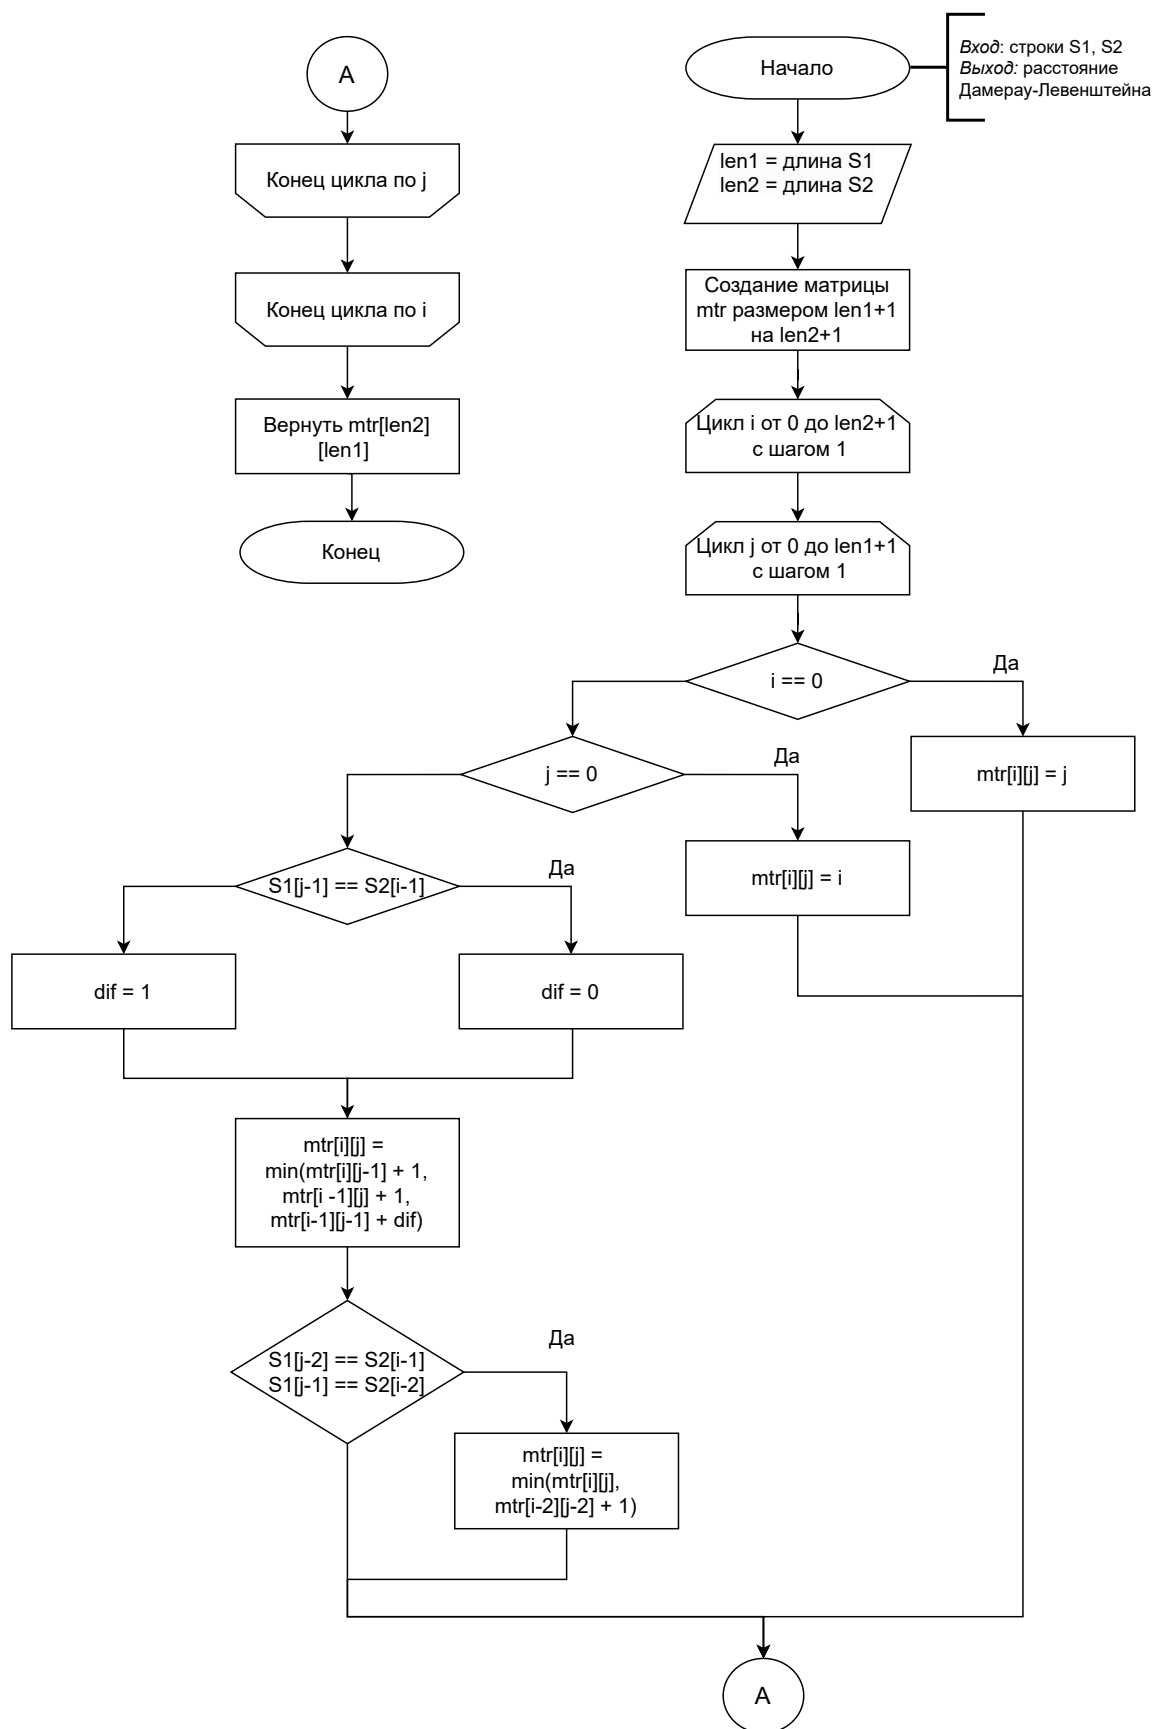 A
Конец цикла по j
Конец цикла по i
Вернуть mtr[len2]
[len1]
Конец
Начало
Вход: строки S1, S2
Выход: расстояние
Дамерау-Левенштейна
len1 = длина S1
len2 = длина S2
Создание матрицы
mtr размером len1+1
на len2+1
Цикл i от 0 до len2+1
с шагом 1
Цикл j от 0 до len1+1
с шагом 1
i == 0
Да
mtr[i][j] = j
j == 0
Да
mtr[i][j] = i
S1[j-1] == S2[i-1]
Да
dif = 1
dif = 0
mtr[i][j] =
min(mtr[i][j-1] + 1,
mtr[i -1][j] + 1,
mtr[i-1][j-1] + dif)
S1[j-2] == S2[i-1]
S1[j-1] == S2[i-2]
Да
mtr[i][j] =
min(mtr[i][j],
mtr[i-2][j-2] + 1)
A